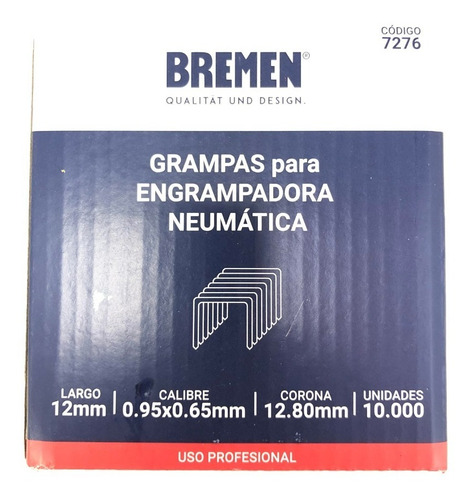 CÓDIGO
7276
BREMEN®
QUALITÄT UND DESIGN.
GRAMPAS para
ENGRAMPADORA
NEUMÁTICA
LARGO
12mm
CALIBRE
0.95x0.65mm
CORONA
12.80mm
UNIDADES
10.000
USO PROFESIONAL